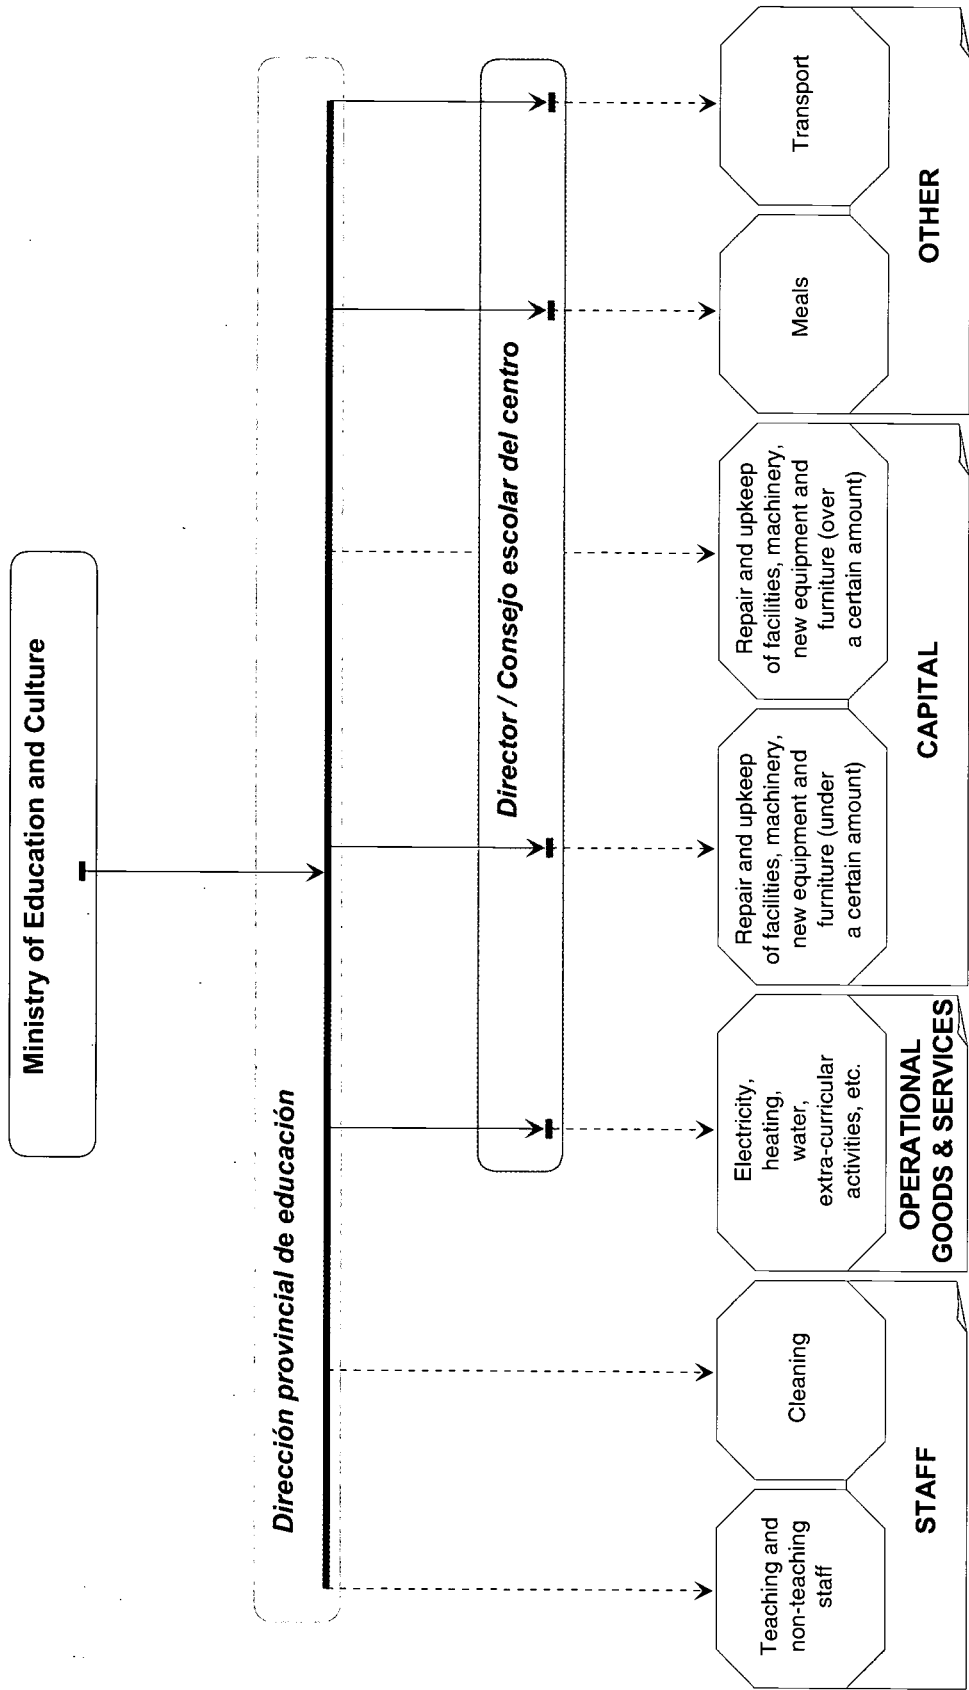 Ministry of Education and Culture
Dirección provincial de educación
Director / Consejo escolar del centro
Teaching and
non-teaching
staff
Cleaning
Electricity,
heating,
water,
extra-curricular
activities, etc.
Repair and upkeep
of facilities, machinery,
new equipment and
furniture (under
a certain amount)
Repair and upkeep
of facilities, machinery,
new equipment and
furniture (over
a certain amount)
Meals
Transport
STAFF
OPERATIONAL
GOODS & SERVICES
CAPITAL
OTHER